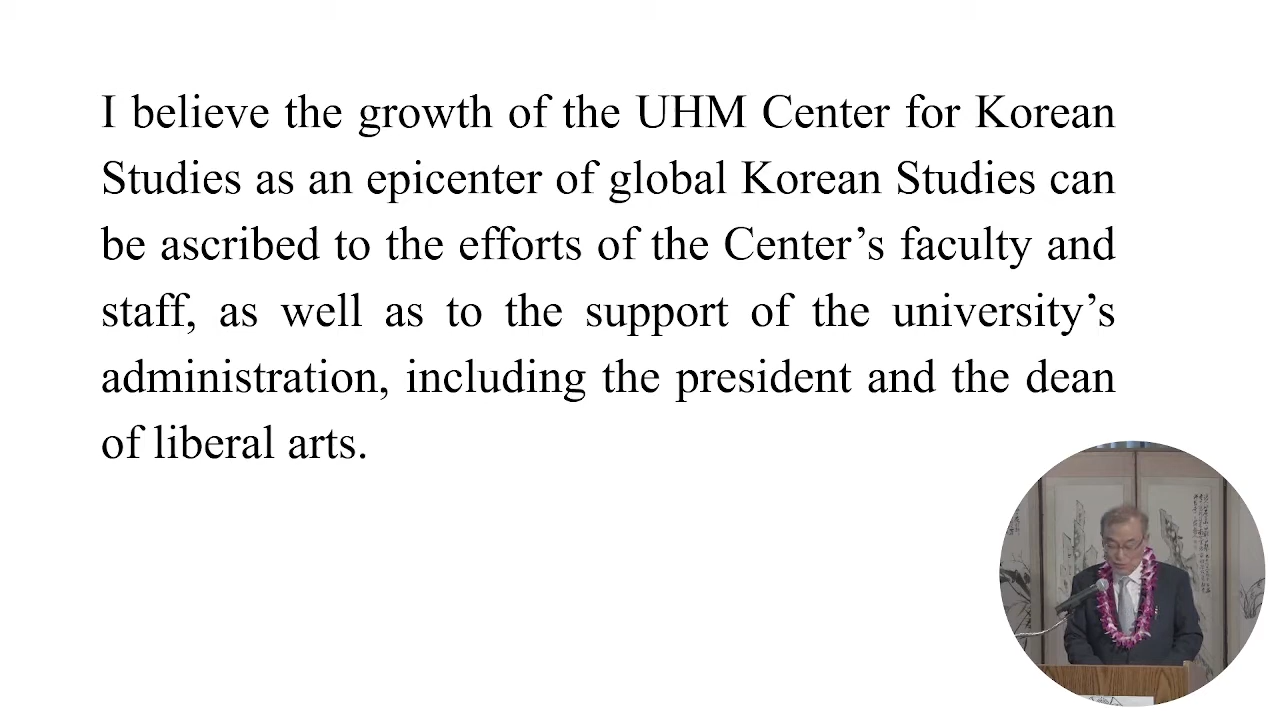 I believe the growth of the UHM Center for Korean
Studies as an epicenter of global Korean Studies can
be ascribed to the efforts of the Center’s faculty and
staff, as well as to the support of the university’s
administration, including the president and the dean
of liberal arts.